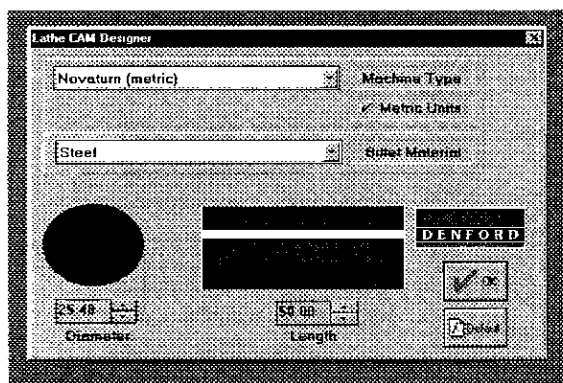 Lathe CAM Designer
Novaturn (metric)
Machine Type
✓ Metric Units
Steel
Billet Material
DENFORD
25.40
50.00
OK
Diameter
Length
Default